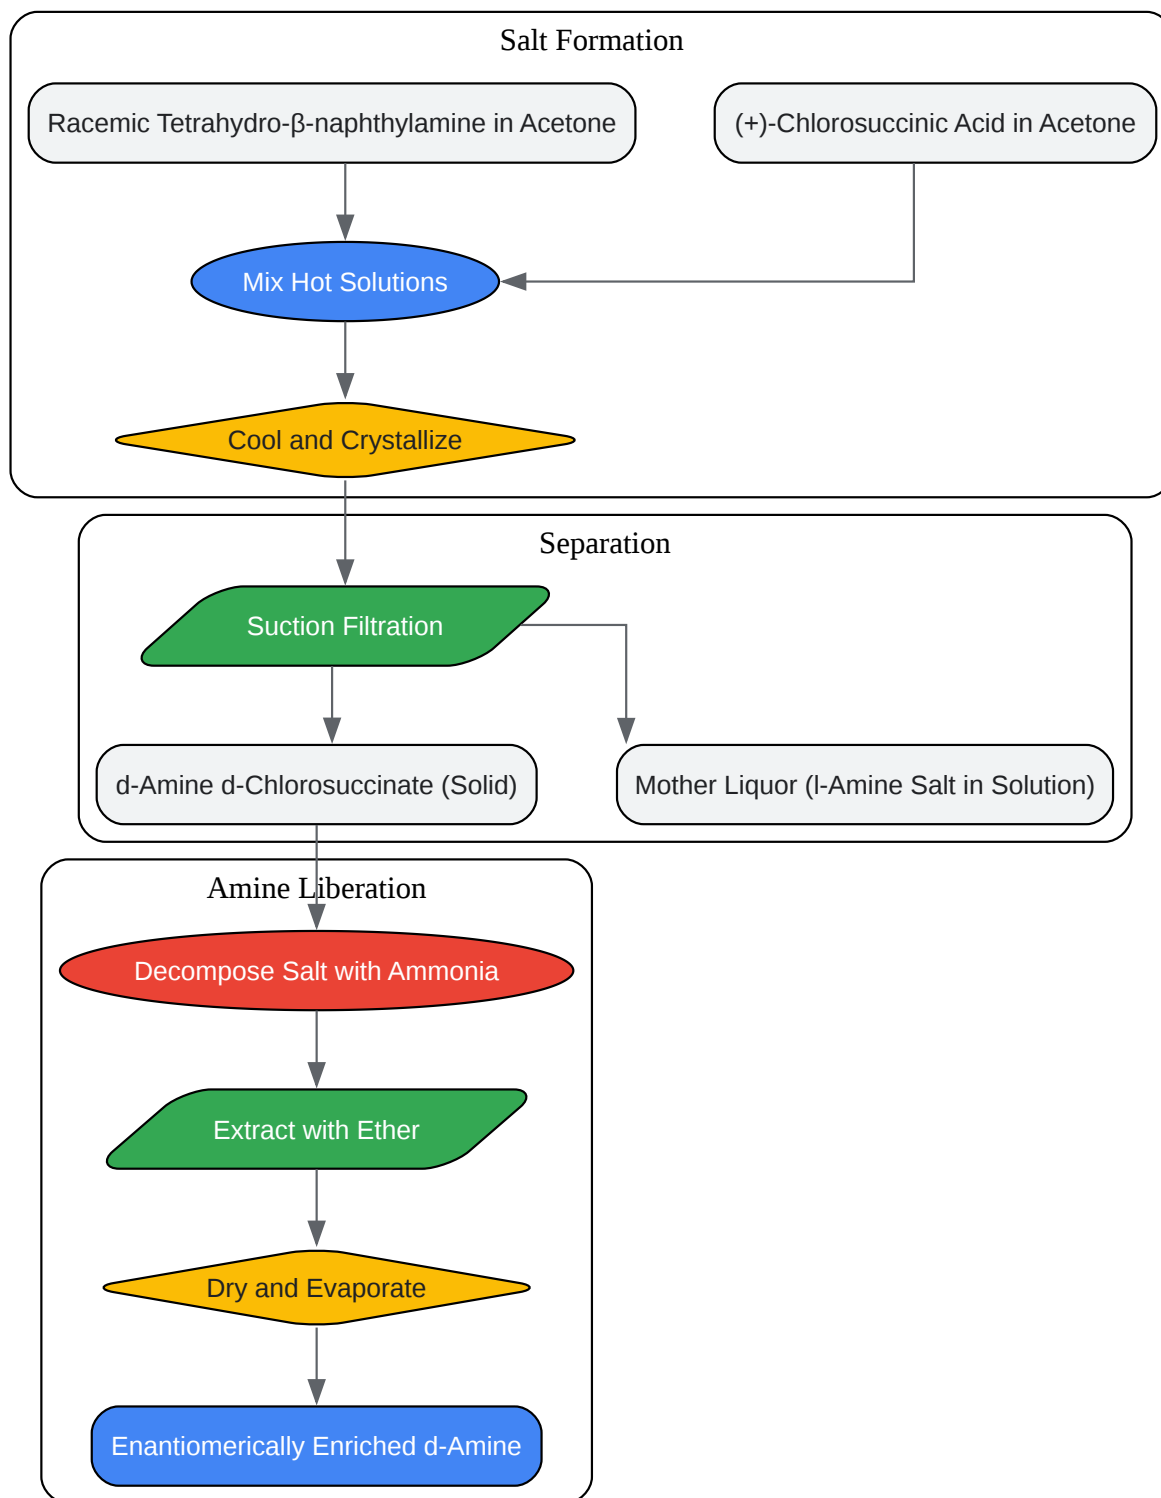 Salt Formation
Racemic Tetrahydro-β-naphthylamine in Acetone
(+)-Chlorosuccinic Acid in Acetone
Mix Hot Solutions
Cool and Crystallize
Separation
Suction Filtration
d-Amine d-Chlorosuccinate (Solid)
Mother Liquor (l-Amine Salt in Solution)
Amine Liberation
Decompose Salt with Ammonia
Extract with Ether
Dry and Evaporate
Enantiomerically Enriched d-Amine